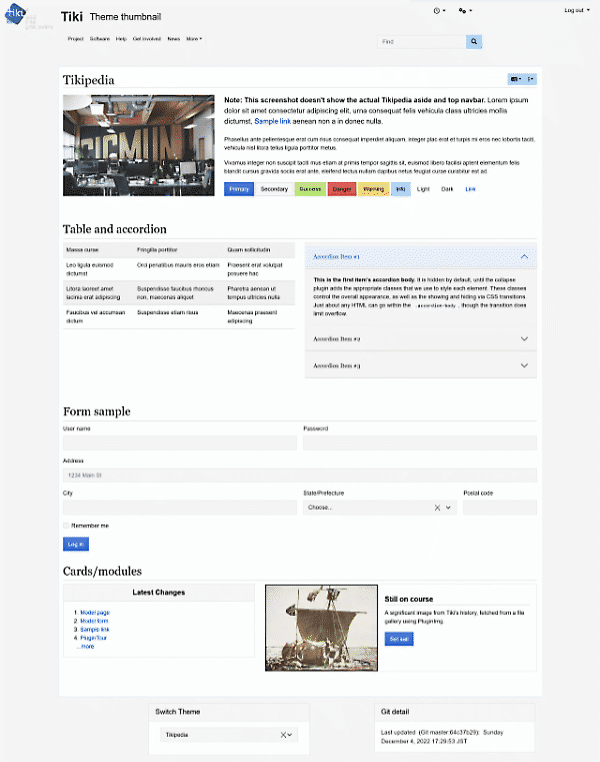 tiki
Tiki Theme thumbnail
Log out
Project Software Help Get Involved News More
Find
Tikipedia
Note: This screenshot doesn't show the actual Tikipedia aside and top navbar. Lorem ipsum
dolor sit amet consectetur adipiscing elit, urna consequat felis vehicula class ultricies mollis
dictumst, Sample link aenean non a in donec nulla.
Phasellus ante pellentesque erat cum risus consequat imperdiet aliquam, integer plac erat et turpis mi eros nec lobortis taciti,
vehicula nisl litora tellus ligula porttitor metus.
Vivamus integer non suscipit taciti mus etiam at primis tempor sagittis sit, euismod libero facilisi aptent elementum felis
blandit cursus gravida sociis erat ante, eleifend lectus nullam dapibus netus feugiat curae curabitur est ad.
Primary Secondary Success Danger Warning Info Light Dark Link
Table and accordion
Massa curae Fringilla porttitor Quam sollicitudin
Leo ligula euismod Orci penatibus mauris eros etiam Praesent erat volutpat
dictumst posuere hac
Litora laoreet amet Suspendisse faucibus rhoncus Pharetra aenean ut
lacinia erat adipiscing non, maecenas aliquet tempus ultricies nulla
Faucibus vel accumsan Suspendisse etiam risus Maecenas praesent
dictum adipiscing
Accordion Item #1
This is the first item's accordion body. It is hidden by default, until the collapse
plugin adds the appropriate classes that we use to style each element. These classes
control the overall appearance, as well as the showing and hiding via CSS transitions.
Just about any HTML can go within the .accordion-body , though the transition does
limit overflow.
Accordion Item #2
Accordion Item #3
Form sample
User name Password
Address
1234 Main St
City State/Prefecture Postal code
Choose...
Remember me
Log in
Cards/modules
Latest Changes
1. Model page
2. Model form
3. Sample link
4. PluginTour
...more
Still on course
A significant image from Tiki's history, fetched from a file
gallery using PluginImg.
Set sail
Switch Theme
Tikipedia
Git detail
Last updated (Git master:64c37b29): Sunday
December 4, 2022 17:29:53 JST